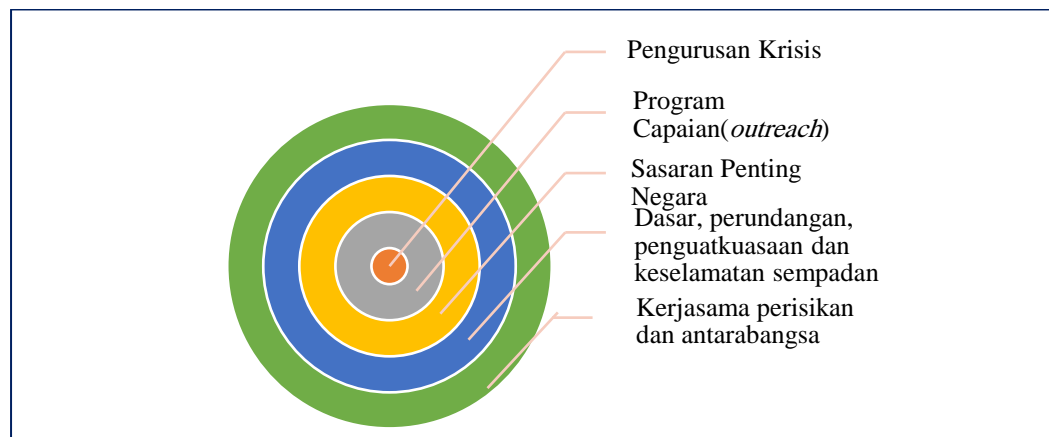 Pengurusan Krisis
Program
Capaian(outreach)
Sasaran Penting
Negara
Dasar, perundangan,
penguatkuasaan dan
keselamatan sempadan
Kerjasama perisikan
dan antarabangsa